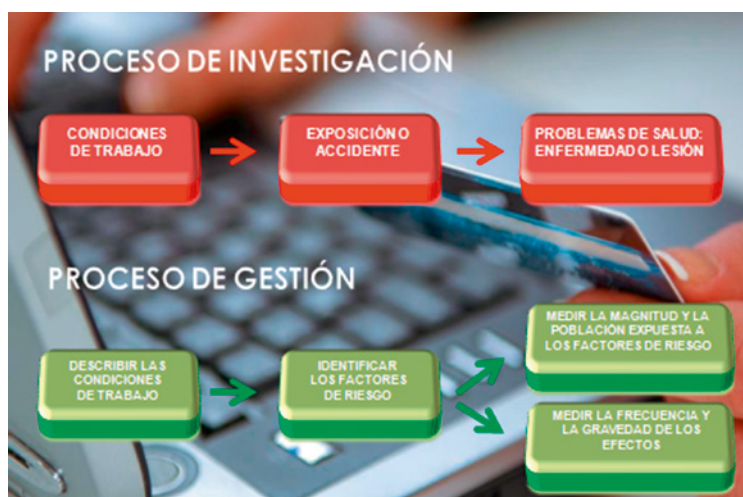 PROCESO DE INVESTIGACIÓN
CONDICIONES
DE TRABAJO
EXPOSICIÓN O
ACCIDENTE
PROBLEMAS DE SALUD:
ENFERMEDAD O LESIÓN
PROCESO DE GESTIÓN
DESCRIBIR LAS
CONDICIONES
DE TRABAJO
IDENTIFICAR
LOS FACTORES
DE RIESGO
MEDIR LA MAGNITUD Y LA
POBLACIÓN EXPUESTA A
LOS FACTORES DE RIESGO
MEDIR LA FRECUENCIA Y
LA GRAVEDAD DE LOS
EFECTOS